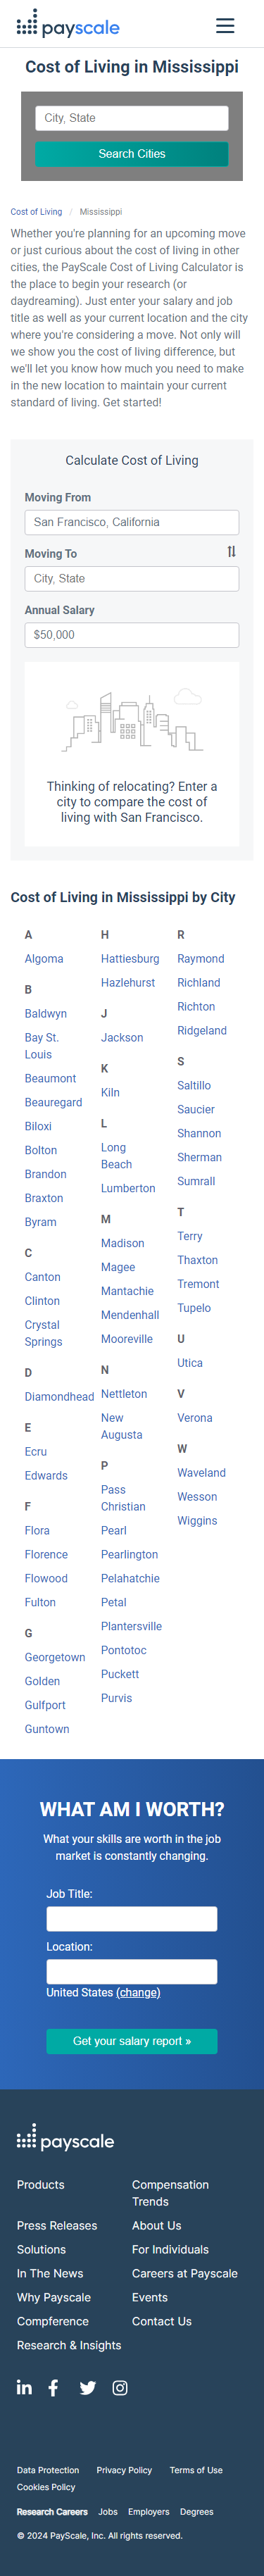 payscale
Cost of Living in Mississippi
City, State
Search Cities
Cost of Living / Mississippi
Whether you're planning for an upcoming move
or just curious about the cost of living in other
cities, the PayScale Cost of Living Calculator is
the place to begin your research (or
daydreaming). Just enter your salary and job
title as well as your current location and the city
where you're considering a move. Not only will
we show you the cost of living difference, but
we'll let you know how much you need to make
in the new location to maintain your current
standard of living. Get started!
Calculate Cost of Living
Moving From
San Francisco, California
Moving To
City, State
Annual Salary
$50,000
Thinking of relocating? Enter a
city to compare the cost of
living with San Francisco.
Cost of Living in Mississippi by City
A
Algoma
B
Baldwyn
Bay St.
Louis
Beaumont
Beauregard
Biloxi
Bolton
Brandon
Braxton
Byram
C
Canton
Clinton
Crystal
Springs
D
Diamondhead
E
Ecru
Edwards
F
Flora
Florence
Flowood
Fulton
G
Georgetown
Golden
Gulfport
Guntown
H
Hattiesburg
Hazlehurst
J
Jackson
K
Kiln
L
Long
Beach
Lumberton
M
Madison
Magee
Mantachie
Mendenhall
Mooreville
N
Nettleton
New
Augusta
P
Pass
Christian
Pearl
Pearlington
Pelahatchie
Petal
Plantersville
Pontotoc
Puckett
Purvis
R
Raymond
Richland
Richton
Ridgeland
S
Saltillo
Saucier
Shannon
Sherman
Sumrall
T
Terry
Thaxton
Tremont
Tupelo
U
Utica
V
Verona
W
Waveland
Wesson
Wiggins
WHAT AM I WORTH?
What your skills are worth in the job
market is constantly changing.
Job Title:
Location:
United States (change)
Get your salary report »
payscale
Products
Compensation
Trends
Press Releases
About Us
Solutions
For Individuals
In The News
Careers at Payscale
Why Payscale
Events
Compference
Contact Us
Research & Insights
Data Protection Privacy Policy Terms of Use
Cookies Policy
Research Careers Jobs Employers Degrees
© 2024 PayScale, Inc. All rights reserved.